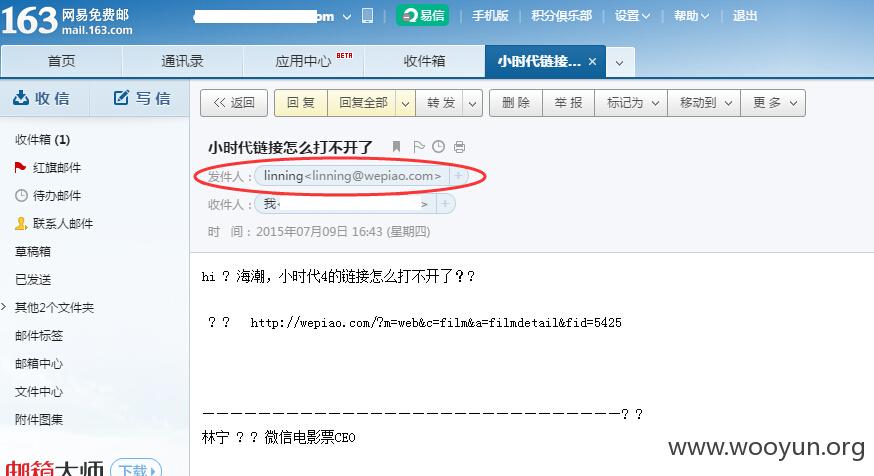 163 网易免费邮
mail.163.com
om 易信 手机版 积分俱乐部 设置 帮助 退出
首页 通讯录 应用中心 BETA 收件箱 小时代链接... ×
收信 写信
<< 返回 回复 回复全部 转发 删除 举报 标记为 移动到 更多
收件箱 (1)
红旗邮件
待办邮件
联系人邮件
草稿箱
已发送
其他2个文件夹
邮件标签
邮箱中心
文件中心
附件图集
邮箱大师 下载
小时代链接怎么打不开了
发件人: linning<linning@wepiao.com> +
收件人: 我< > +
时 间: 2015年07月09日 16:43 (星期四)
hi ? 海潮，小时代4的链接怎么打不开了??
? ? http://wepiao.com/?m=web&c=film&a=filmdetail&fid=5425
————————————————————————————————? ?
林宁 ? ? 微信电影票CEO
www.wooyun.org